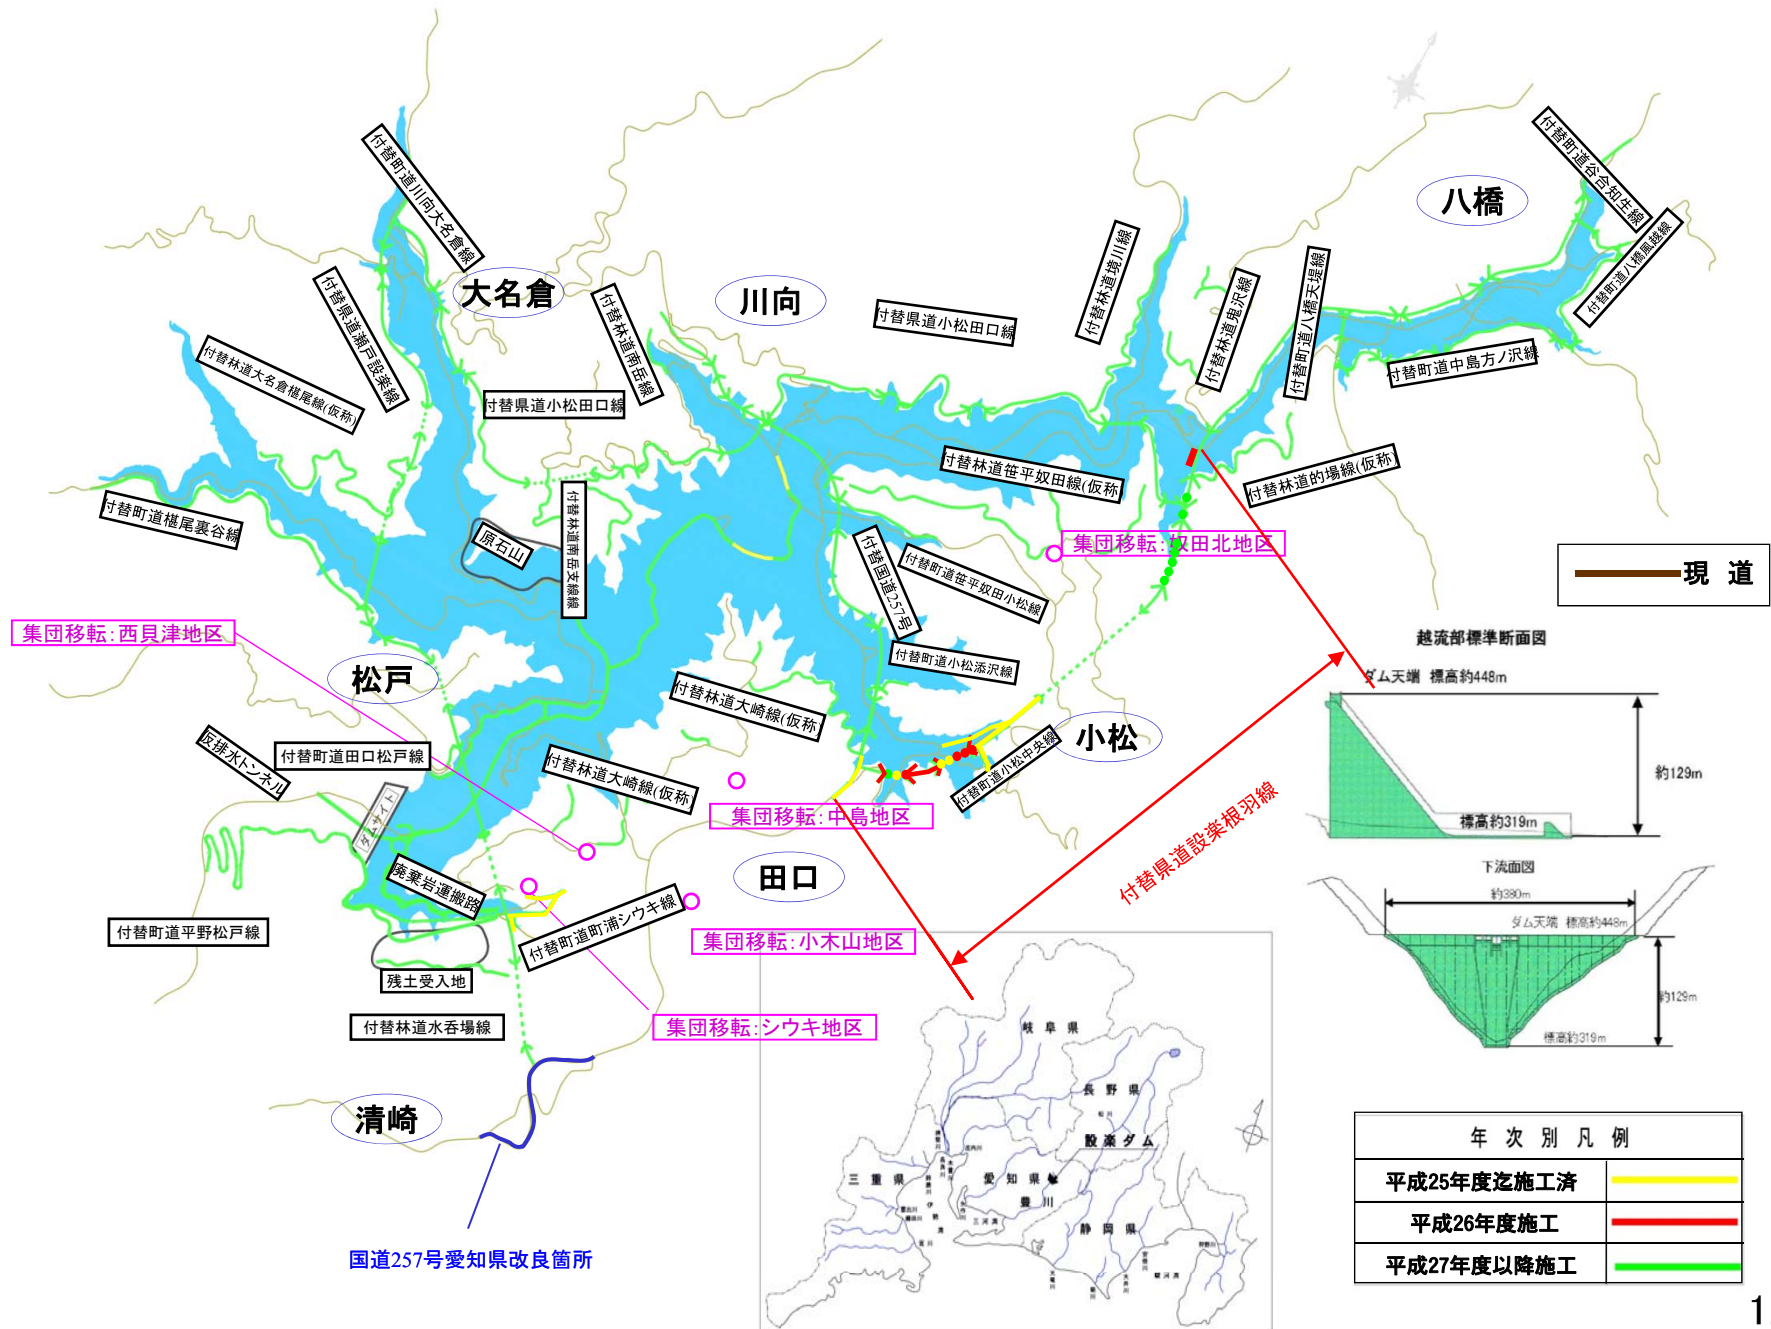 付替町道川向大名倉線
付替町道谷合知生線
八橋
付替町道八橋風越線
付替林道境川線
大名倉
川向
付替県道瀬戸設楽線
付替林道南岳線
付替県道小松田口線
付替林道鬼沢線
付替町道八橋天堤線
付替林道大名倉椹尾線(仮称)
付替県道小松田口線
付替町道中島方ノ沢線
付替林道笹平奴田線(仮称
付替林道的場線(仮称)
付替町道椹尾裏谷線
原石山
付替林道南岳支線線
付替国道257号
集団移転:奴田北地区
付替町道笹平奴田小松線
現 道
集団移転:西貝津地区
越流部標準断面図
松戸
付替町道小松添沢線
ダム天端 標高約448m
付替林道大崎線(仮称)
小松
反排水トンネル
付替町道田口松戸線
付替林道大崎線(仮称)
付替町道小松中央線
約129m
ダムサイト
集団移転:中島地区
標高約319m
付替県道設楽根羽線
廃棄岩運搬路
田口
下流面図
約380m
付替町道平野松戸線
付替町道町浦シウキ線
集団移転:小木山地区
ダム天端 標高約448m
残土受入地
約129m
付替林道水呑場線
集団移転:シウキ地区
標高約319m
岐阜県
長野県
清崎
設楽ダム
三重県
愛知県
豊川
静岡県
国道257号愛知県改良箇所
年次別凡例
平成25年度迄施工済
平成26年度施工
平成27年度以降施工
1